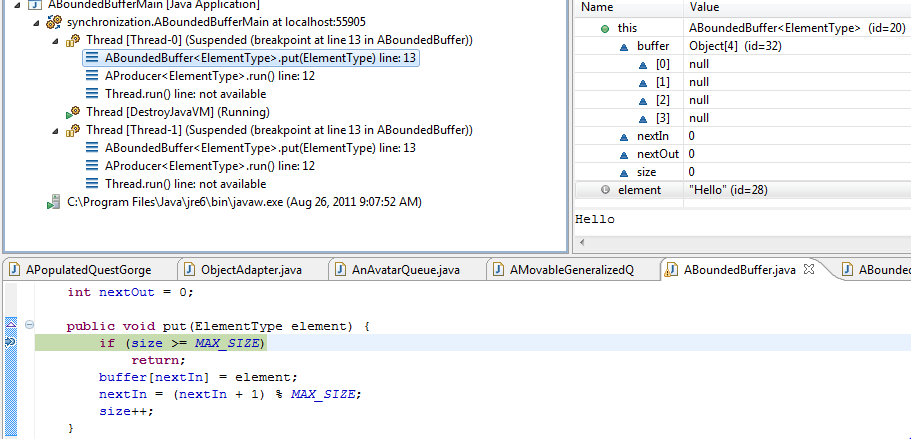 ABoundedBufferMain [Java Application]
synchronization.ABoundedBufferMain at localhost:55905
Thread [Thread-0] (Suspended (breakpoint at line 13 in ABoundedBuffer))
ABoundedBuffer<ElementType>.put(ElementType) line: 13
AProducer<ElementType>.run() line: 12
Thread.run() line: not available
Thread [DestroyJavaVM] (Running)
Thread [Thread-1] (Suspended (breakpoint at line 13 in ABoundedBuffer))
ABoundedBuffer<ElementType>.put(ElementType) line: 13
AProducer<ElementType>.run() line: 12
Thread.run() line: not available
C:\Program Files\Java\jre6\bin\javaw.exe (Aug 26, 2011 9:07:52 AM)
Name Value
this ABoundedBuffer<ElementType> (id=20)
buffer Object[4] (id=32)
[0] null
[1] null
[2] null
[3] null
nextIn 0
nextOut 0
size 0
element "Hello" (id=28)
Hello
APopulatedQuestGorge ObjectAdapter.java AnAvatarQueue.java AMovableGeneralizedQ ABoundedBuffer.java ABounded
int nextOut = 0;
public void put(ElementType element) {
if (size >= MAX_SIZE)
return;
buffer[nextIn] = element;
nextIn = (nextIn + 1) % MAX_SIZE;
size++;
}